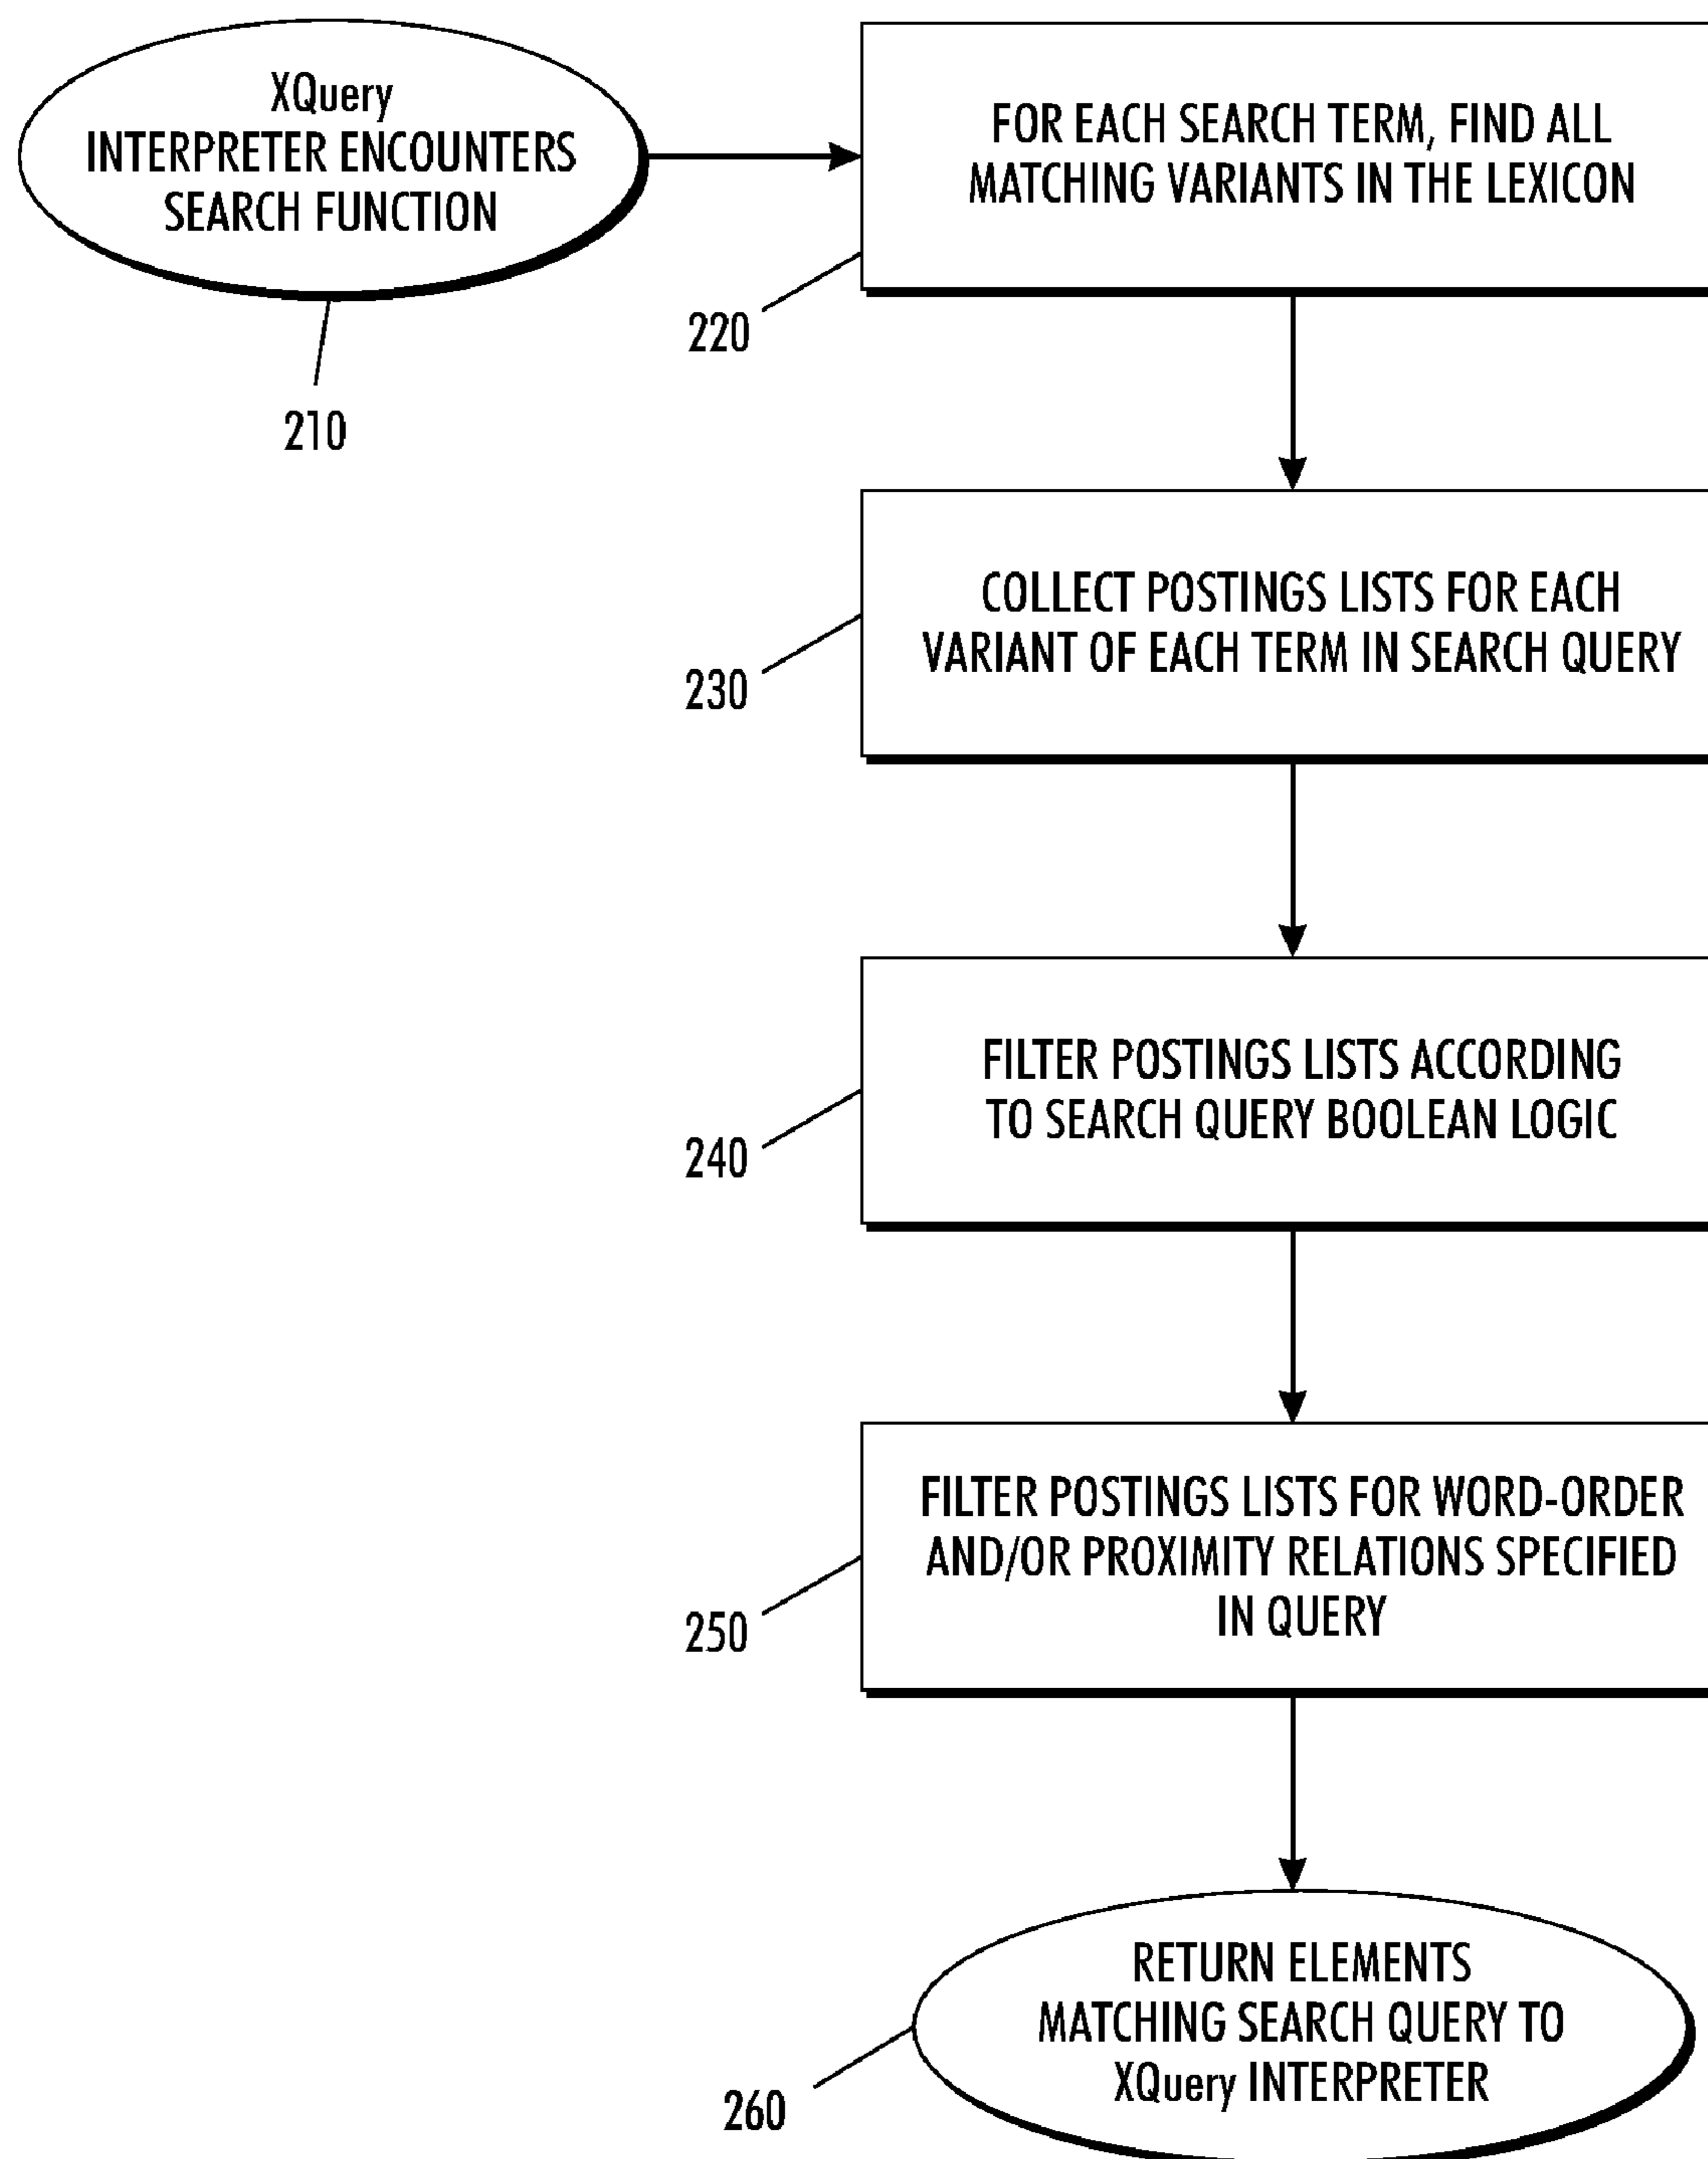 XQuery
INTERPRETER ENCOUNTERS
SEARCH FUNCTION
210
FOR EACH SEARCH TERM, FIND ALL
MATCHING VARIANTS IN THE LEXICON
220
COLLECT POSTINGS LISTS FOR EACH
VARIANT OF EACH TERM IN SEARCH QUERY
230
FILTER POSTINGS LISTS ACCORDING
TO SEARCH QUERY BOOLEAN LOGIC
240
FILTER POSTINGS LISTS FOR WORD-ORDER
AND/OR PROXIMITY RELATIONS SPECIFIED
IN QUERY
250
RETURN ELEMENTS
MATCHING SEARCH QUERY TO
XQuery INTERPRETER
260